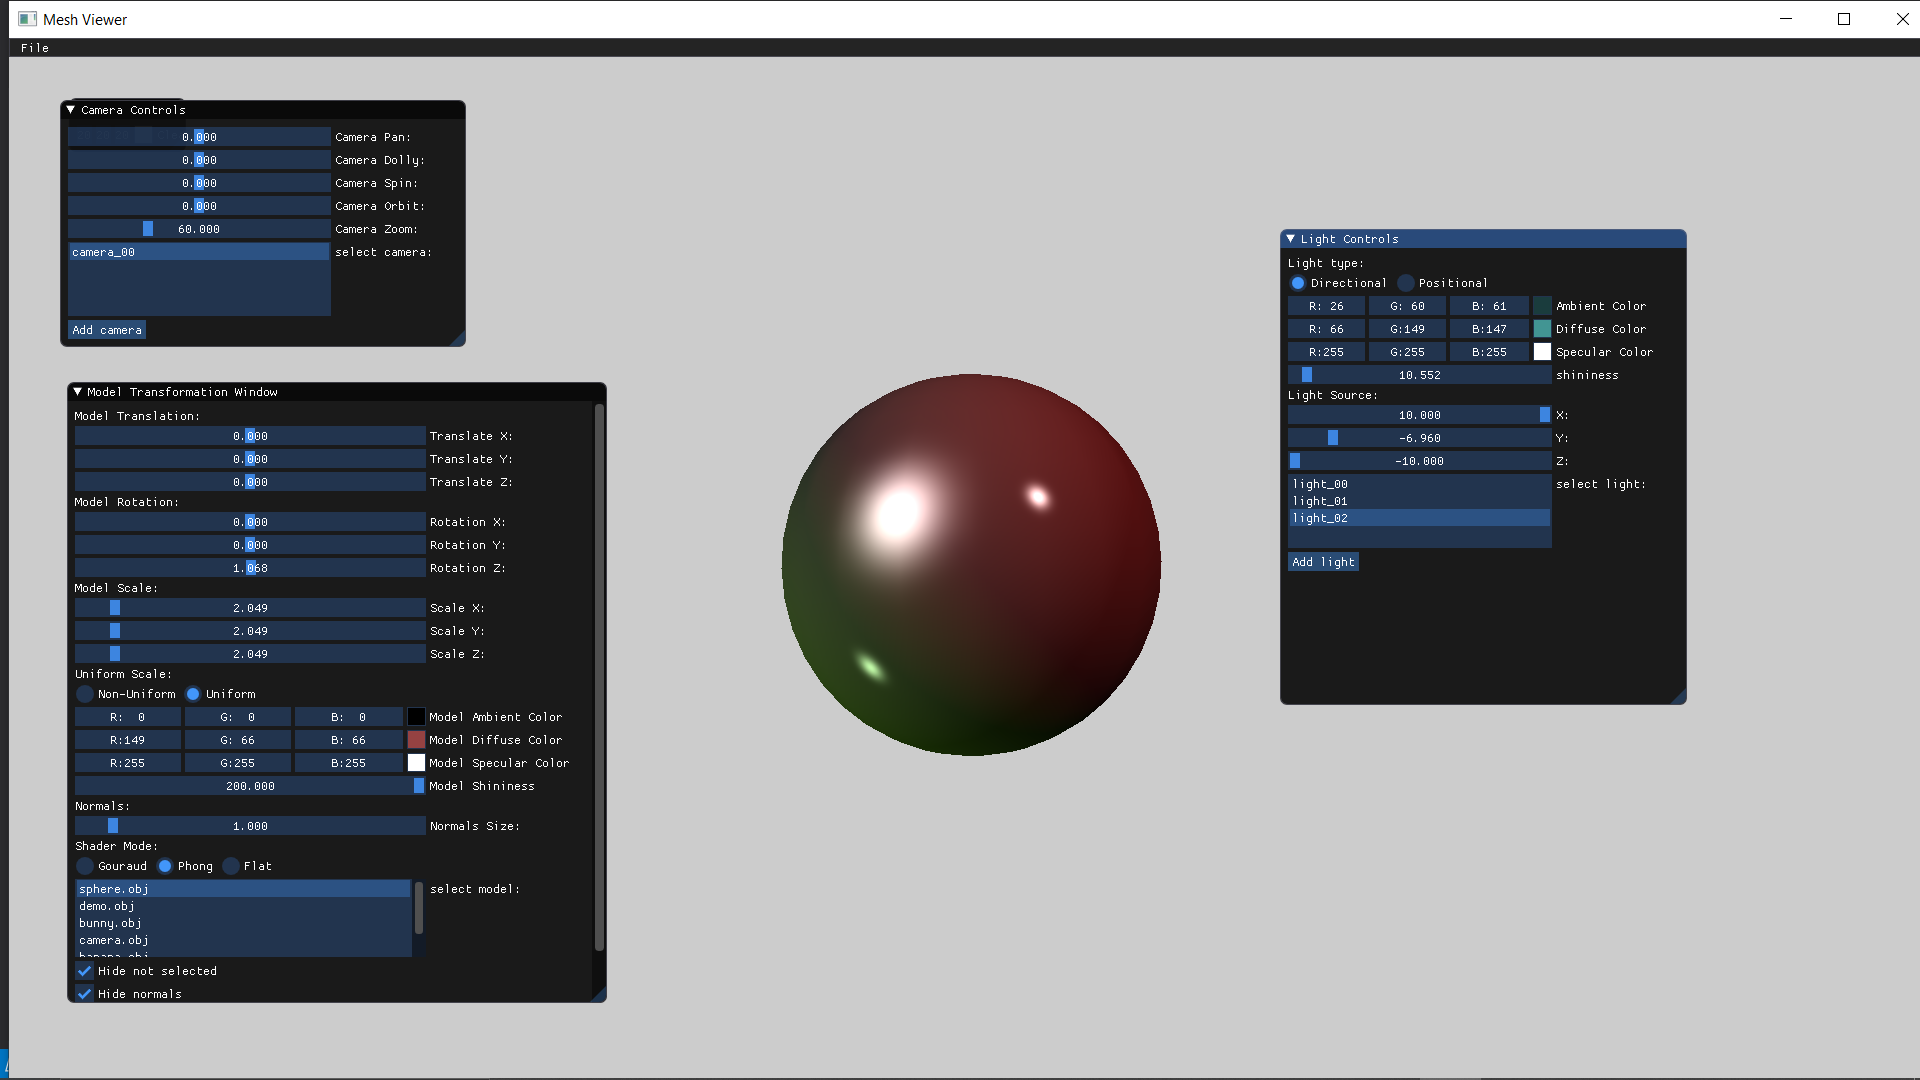 Mesh Viewer
File
Camera Controls
0.000 Camera Pan:
0.000 Camera Dolly:
0.000 Camera Spin:
0.000 Camera Orbit:
60.000 Camera Zoom:
camera_00 select camera:
Add camera
Model Transformation Window
Model Translation:
0.000 Translate X:
0.000 Translate Y:
0.000 Translate Z:
Model Rotation:
0.000 Rotation X:
0.000 Rotation Y:
1.068 Rotation Z:
Model Scale:
2.049 Scale X:
2.049 Scale Y:
2.049 Scale Z:
Uniform Scale:
Non-Uniform Uniform
R: 0 G: 0 B: 0 Model Ambient Color
R:149 G: 66 B: 66 Model Diffuse Color
R:255 G:255 B:255 Model Specular Color
200.000 Model Shininess
Normals:
1.000 Normals Size:
Shader Mode:
Gouraud Phong Flat
sphere.obj select model:
demo.obj
bunny.obj
camera.obj
banana.obj
Hide not selected
Hide normals
Light Controls
Light type:
Directional Positional
R: 26 G: 60 B: 61 Ambient Color
R: 66 G:149 B:147 Diffuse Color
R:255 G:255 B:255 Specular Color
10.552 shininess
Light Source:
10.000 X:
-6.960 Y:
-10.000 Z:
light_00 select light:
light_01
light_02
Add light